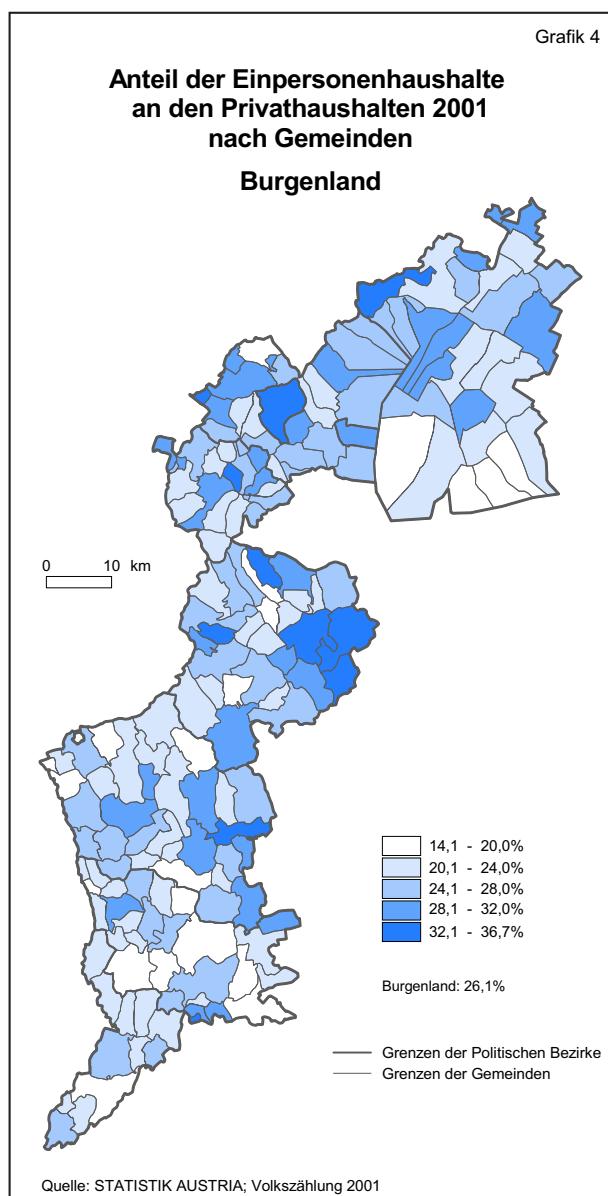 Grafik 4
Anteil der Einpersonenhaushalte
an den Privathaushalten 2001
nach Gemeinden
Burgenland
0 10 km
14,1 - 20,0%
20,1 - 24,0%
24,1 - 28,0%
28,1 - 32,0%
32,1 - 36,7%
Burgenland: 26,1%
Grenzen der Politischen Bezirke
Grenzen der Gemeinden
Quelle: STATISTIK AUSTRIA; Volkszählung 2001